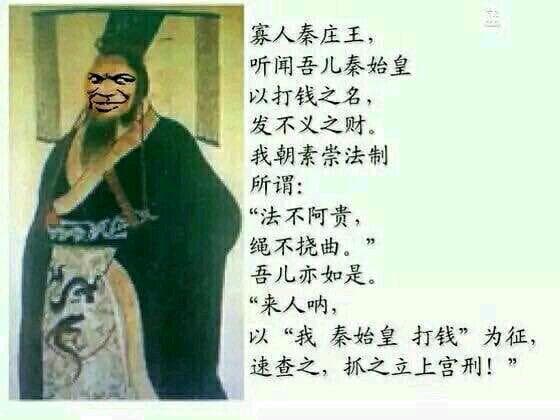 寡人秦庄王，
听闻吾儿秦始皇
以打钱之名，
发不义之财。
我朝素崇法制
所谓：
“法不阿贵，
绳不挠曲。”
吾儿亦如是。
“来人呐，
以“我 秦始皇 打钱”为征，
速查之，抓之立上宫刑！”